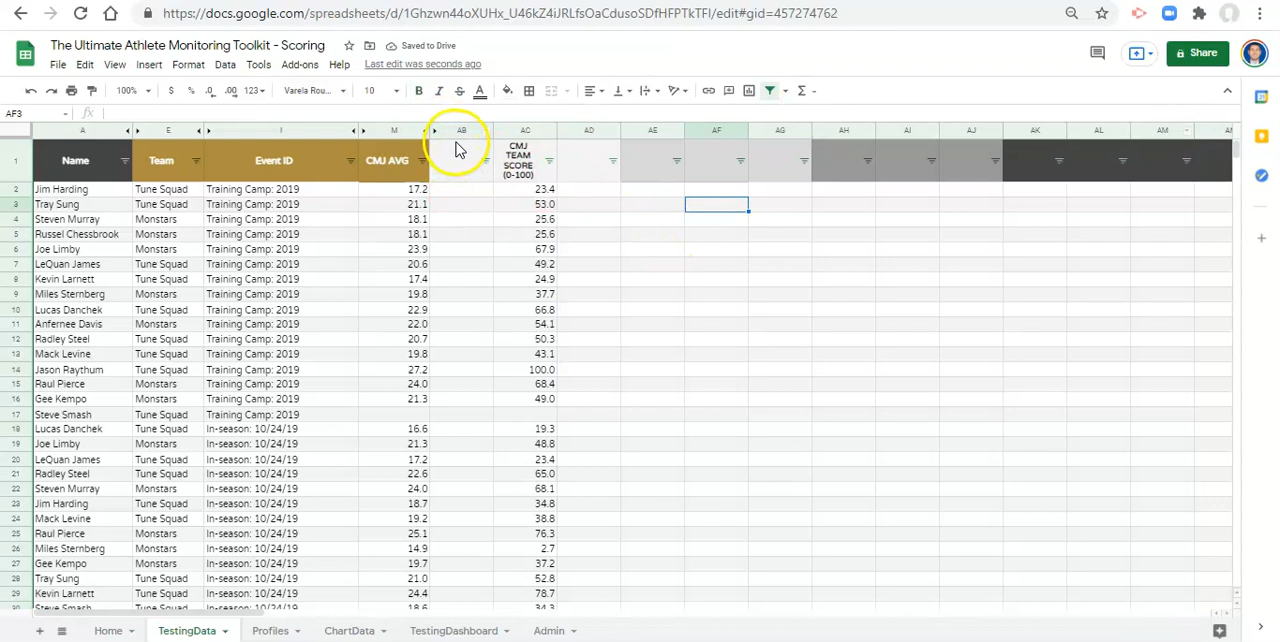 docs.google.com/spreadsheets/d/1Ghzwn44oXUHx_U46kZ4iJRLfsOaCdusoSDfHFPTkTFI/edit#gid=457274762
The Ultimate Athlete Monitoring Toolkit - Scoring Saved to Drive
File Edit View Insert Format Data Tools Add-ons Help Last edit was seconds ago Share
100% $ % .0 .00 123 Varela Rou... 10 B I S A
AF3 fx
A E I M AB AC AD AE AF AG AH AI AJ AK AL AM
1 Name Team Event ID CMJ AVG CMJ TEAM SCORE (0-100)
2 Jim Harding Tune Squad Training Camp: 2019 17.2 23.4
3 Tray Sung Tune Squad Training Camp: 2019 21.1 53.0
4 Steven Murray Monstars Training Camp: 2019 18.1 25.6
5 Russel Chessbrook Monstars Training Camp: 2019 18.1 25.6
6 Joe Limby Monstars Training Camp: 2019 23.9 67.9
7 LeQuan James Tune Squad Training Camp: 2019 20.6 49.2
8 Kevin Larnett Tune Squad Training Camp: 2019 17.4 24.9
9 Miles Sternberg Monstars Training Camp: 2019 19.8 37.7
10 Lucas Danchek Tune Squad Training Camp: 2019 22.9 66.8
11 Anfernee Davis Monstars Training Camp: 2019 22.0 54.1
12 Radley Steel Tune Squad Training Camp: 2019 20.7 50.3
13 Mack Levine Tune Squad Training Camp: 2019 19.8 43.1
14 Jason Raythum Tune Squad Training Camp: 2019 27.2 100.0
15 Raul Pierce Monstars Training Camp: 2019 24.0 68.4
16 Gee Kempo Monstars Training Camp: 2019 21.3 49.0
17 Steve Smash Tune Squad Training Camp: 2019
18 Lucas Danchek Tune Squad In-season: 10/24/19 16.6 19.3
19 Joe Limby Monstars In-season: 10/24/19 21.3 48.8
20 LeQuan James Tune Squad In-season: 10/24/19 17.2 23.4
21 Radley Steel Tune Squad In-season: 10/24/19 22.6 65.0
22 Steven Murray Monstars In-season: 10/24/19 24.0 68.1
23 Jim Harding Tune Squad In-season: 10/24/19 18.7 34.8
24 Mack Levine Tune Squad In-season: 10/24/19 19.2 38.8
25 Raul Pierce Monstars In-season: 10/24/19 25.1 76.3
26 Miles Sternberg Monstars In-season: 10/24/19 14.9 2.7
27 Gee Kempo Monstars In-season: 10/24/19 19.7 37.2
28 Tray Sung Tune Squad In-season: 10/24/19 21.0 52.8
29 Kevin Larnett Tune Squad In-season: 10/24/19 24.4 78.7
30 Steve Smash Tune Squad In-season: 10/24/19 18.6 34.3
Home TestingData Profiles ChartData TestingDashboard Admin